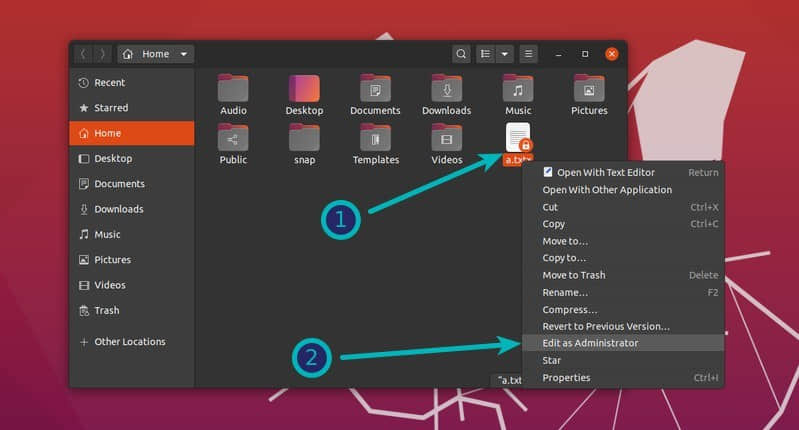 Home
Recent
Starred
Home
Desktop
Documents
Downloads
Music
Pictures
Videos
Trash
Other Locations
Audio
Desktop
Documents
Downloads
Music
Pictures
Public
snap
Templates
Videos
a.txtx
1
2
Open With Text Editor Return
Open With Other Application
Cut Ctrl+X
Copy Ctrl+C
Move to…
Copy to…
Move to Trash Delete
Rename… F2
Compress…
Revert to Previous Version…
Edit as Administrator
Star
Properties Ctrl+I
"a.txt